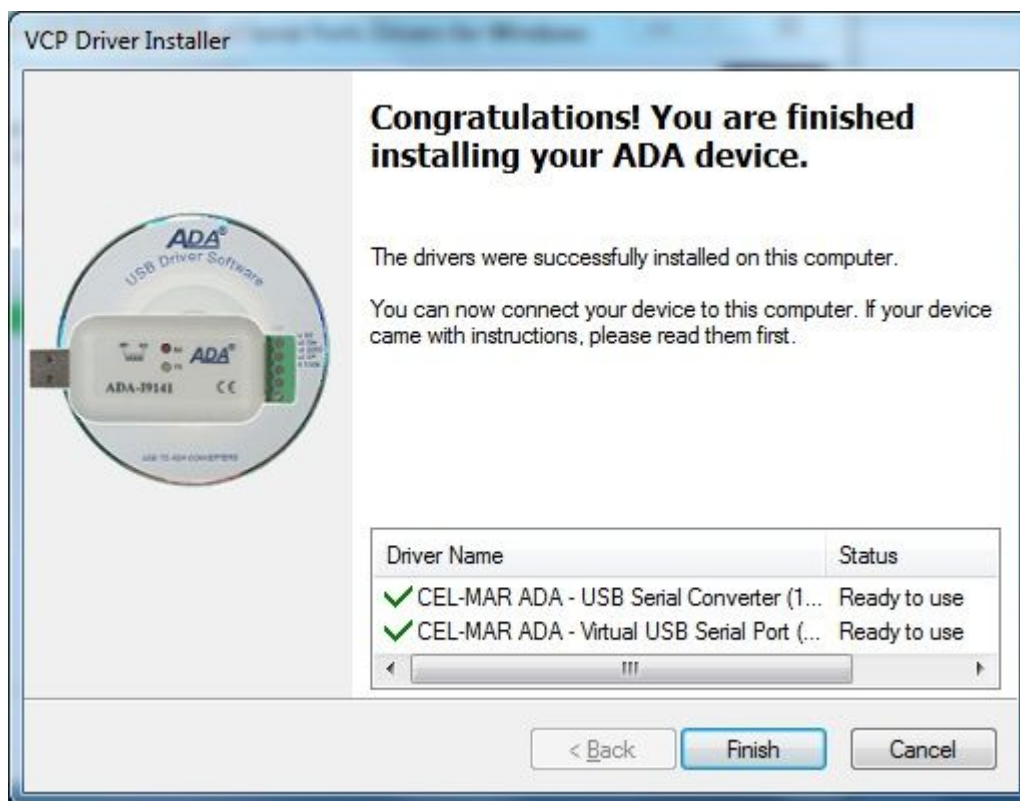 VCP Driver Installer
Congratulations! You are finished
installing your ADA device.
ADA®
USB Driver Software
ADA®
ADA-I9141 CE
The drivers were successfully installed on this computer.
You can now connect your device to this computer. If your device
came with instructions, please read them first.
Driver Name Status
CEL-MAR ADA - USB Serial Converter (1... Ready to use
CEL-MAR ADA - Virtual USB Serial Port (... Ready to use
< Back Finish Cancel